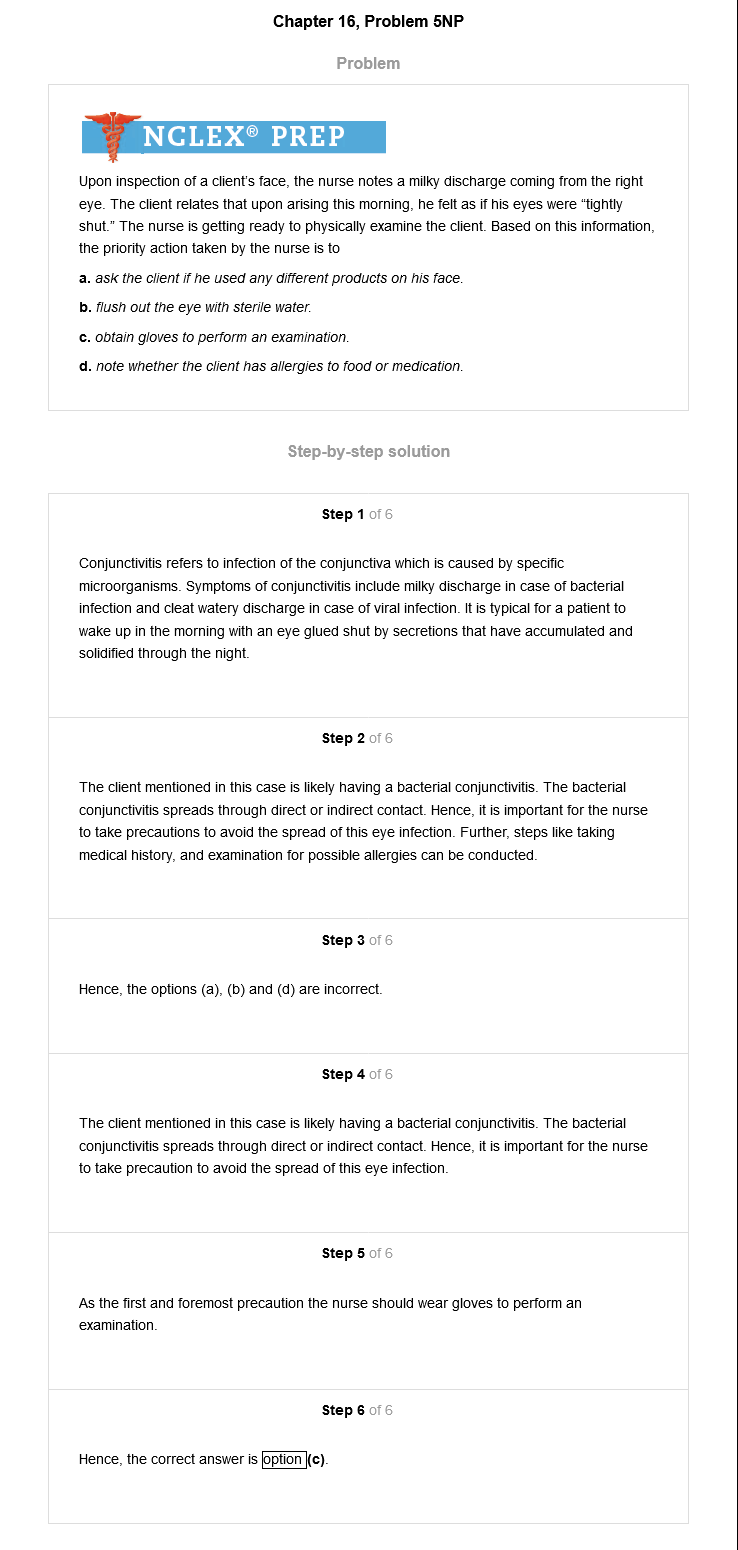 Chapter 16, Problem 5NP
Problem
NCLEX® PREP
Upon inspection of a client's face, the nurse notes a milky discharge coming from the right
eye. The client relates that upon arising this morning, he felt as if his eyes were “tightly
shut.” The nurse is getting ready to physically examine the client. Based on this information,
the priority action taken by the nurse is to
a. ask the client if he used any different products on his face.
b. flush out the eye with sterile water.
c. obtain gloves to perform an examination.
d. note whether the client has allergies to food or medication.
Step-by-step solution
Step 1 of 6
Conjunctivitis refers to infection of the conjunctiva which is caused by specific
microorganisms. Symptoms of conjunctivitis include milky discharge in case of bacterial
infection and cleat watery discharge in case of viral infection. It is typical for a patient to
wake up in the morning with an eye glued shut by secretions that have accumulated and
solidified through the night.
Step 2 of 6
The client mentioned in this case is likely having a bacterial conjunctivitis. The bacterial
conjunctivitis spreads through direct or indirect contact. Hence, it is important for the nurse
to take precautions to avoid the spread of this eye infection. Further, steps like taking
medical history, and examination for possible allergies can be conducted.
Step 3 of 6
Hence, the options (a), (b) and (d) are incorrect.
Step 4 of 6
The client mentioned in this case is likely having a bacterial conjunctivitis. The bacterial
conjunctivitis spreads through direct or indirect contact. Hence, it is important for the nurse
to take precaution to avoid the spread of this eye infection.
Step 5 of 6
As the first and foremost precaution the nurse should wear gloves to perform an
examination.
Step 6 of 6
Hence, the correct answer is option (c).